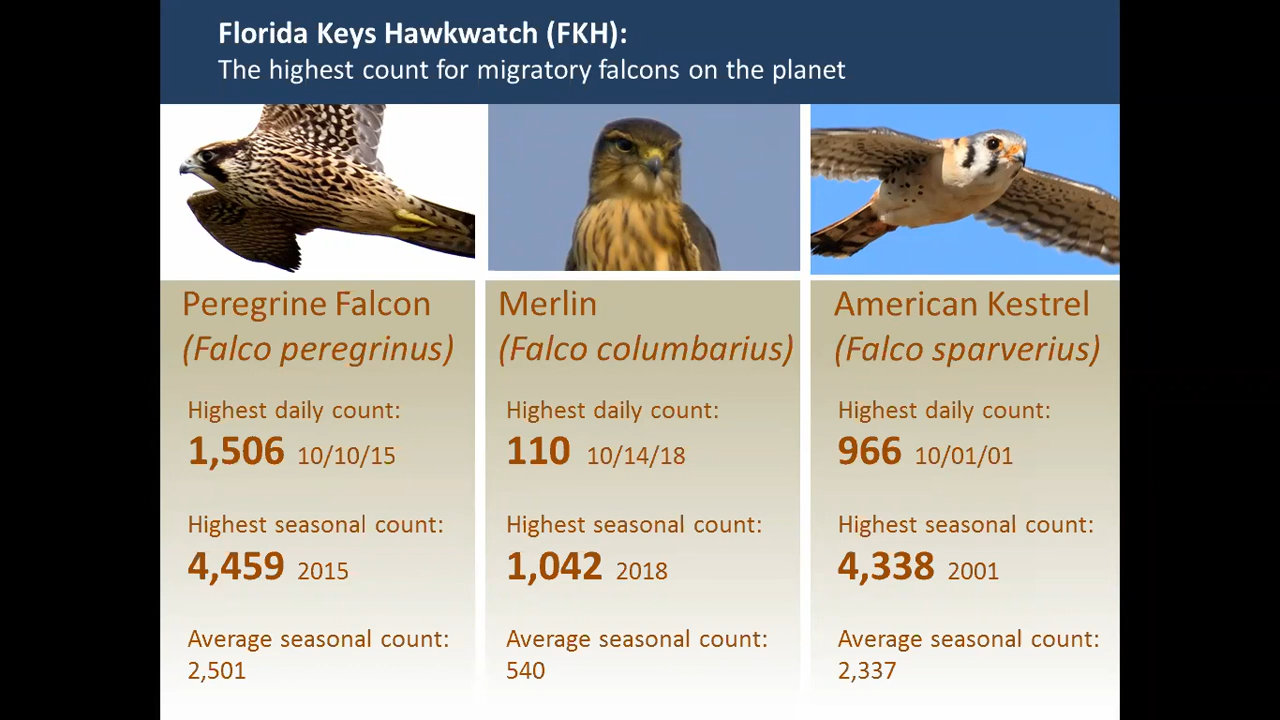 Florida Keys Hawkwatch (FKH):
The highest count for migratory falcons on the planet
Peregrine Falcon
(Falco peregrinus)
Highest daily count:
1,506 10/10/15
Highest seasonal count:
4,459 2015
Average seasonal count:
2,501
Merlin
(Falco columbarius)
Highest daily count:
110 10/14/18
Highest seasonal count:
1,042 2018
Average seasonal count:
540
American Kestrel
(Falco sparverius)
Highest daily count:
966 10/01/01
Highest seasonal count:
4,338 2001
Average seasonal count:
2,337